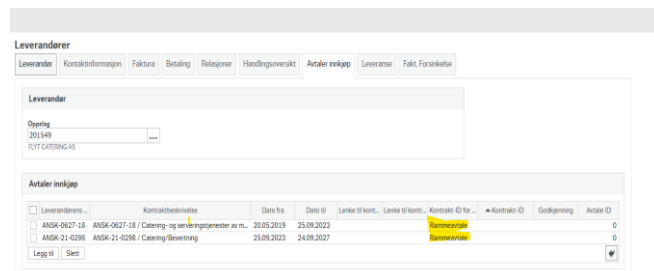 Leverandører
Leverandør Kontaktinformasjon Faktura Betaling Relasjoner Handlingsoversikt Avtaler innkjøp Leveranse Fakt. Forsinkelse
Leverandør
Oppslag
201549 ...
FLYT CATERING AS
Avtaler innkjøp
Leverandørens .. Kontraktbeskrivelse Dato fra Dato til Lenke til kont... Lenke til kontr... Kontrakt-ID for ... Kontrakt-ID Godkjenning Avtale ID
ANSK-0627-18 ANSK-0627-18 / Catering- og serveringstjenester av m... 20.05.2019 25.09.2023 Rammeavtale 0
ANSK-21-0298 ANSK-21-0298 / Catering/Bevertning 25.09.2023 24.09.2027 Rammeavtale 0
Legg til Slett